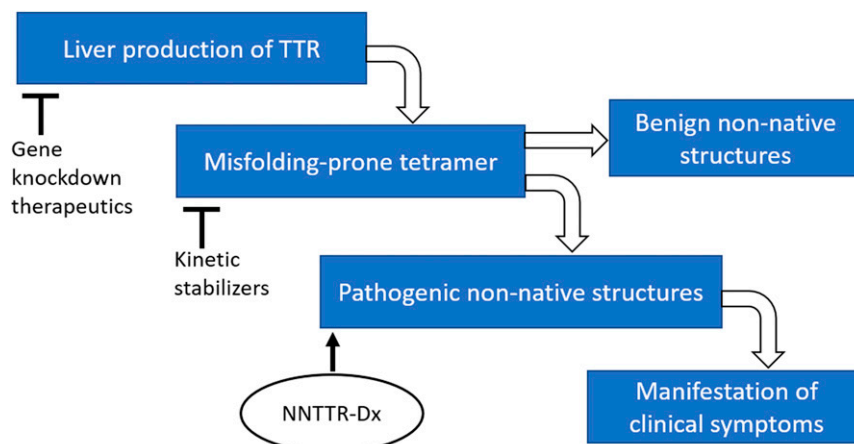 Liver production of TTR
Gene
knockdown
therapeutics
Misfolding-prone tetramer
Benign non-native
structures
Kinetic
stabilizers
Pathogenic non-native structures
NNTTR-Dx
Manifestation of
clinical symptoms